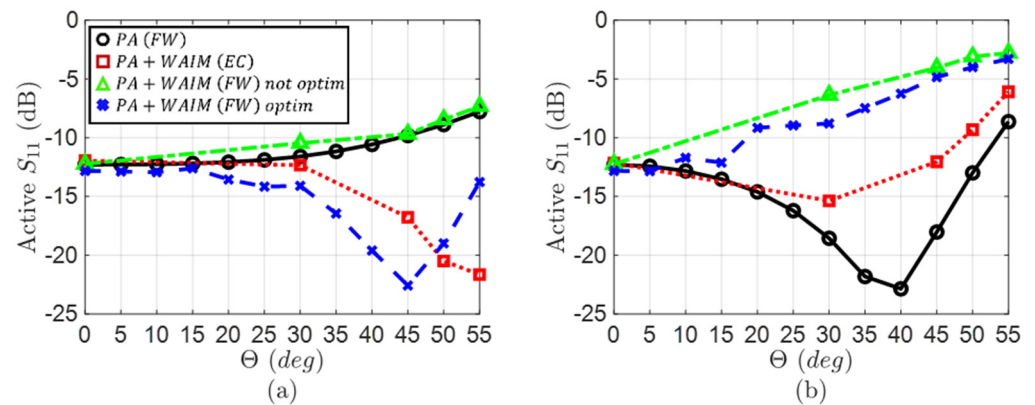 0
-5
-10
-15
-20
-25
Active S11 (dB)
PA (FW)
PA + WAIM (EC)
PA + WAIM (FW) not optim
PA + WAIM (FW) optim
0 5 10 15 20 25 30 35 40 45 50 55
Θ (deg)
(a)
0
-5
-10
-15
-20
-25
Active S11 (dB)
0 5 10 15 20 25 30 35 40 45 50 55
Θ (deg)
(b)